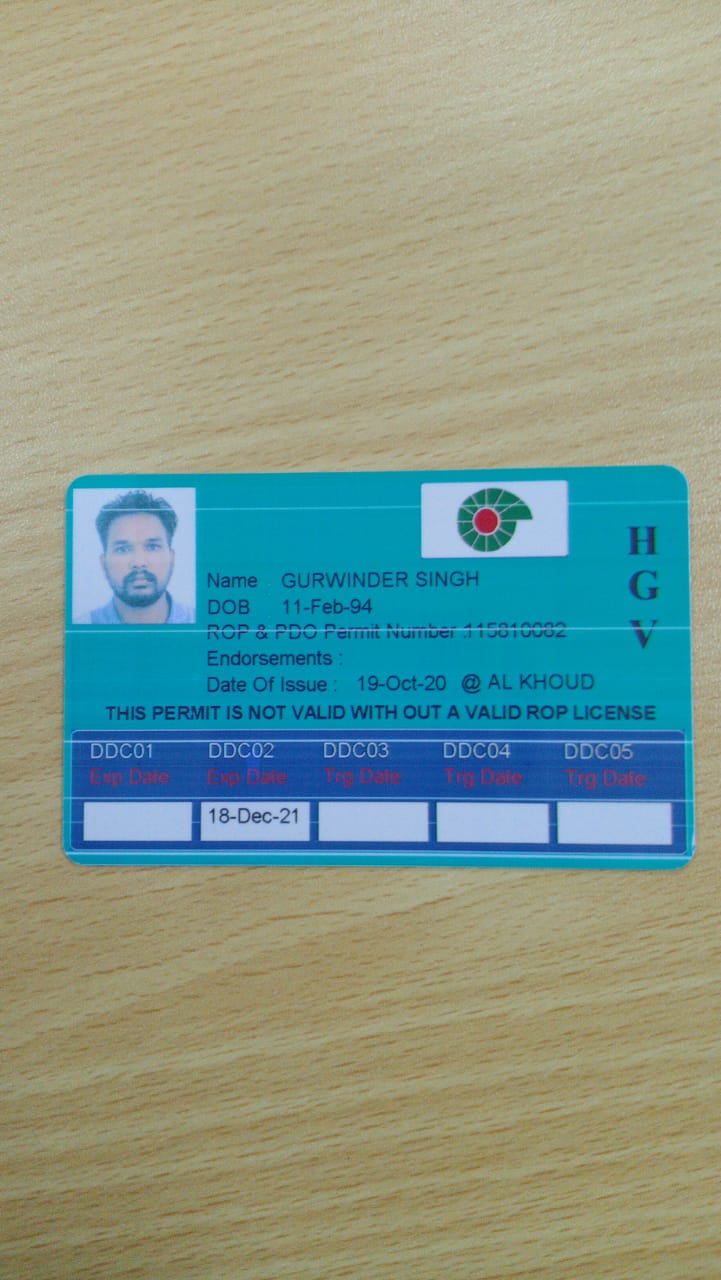 H
G
V
Name GURWINDER SINGH
DOB 11-Feb-94
ROP & PDO Permit Number :115810082
Endorsements :
Date Of Issue : 19-Oct-20 @ AL KHOUD
THIS PERMIT IS NOT VALID WITH OUT A VALID ROP LICENSE
DDC01 DDC02 DDC03 DDC04 DDC05
Exp Date Exp Date Trg Date Trg Date Trg Date
18-Dec-21